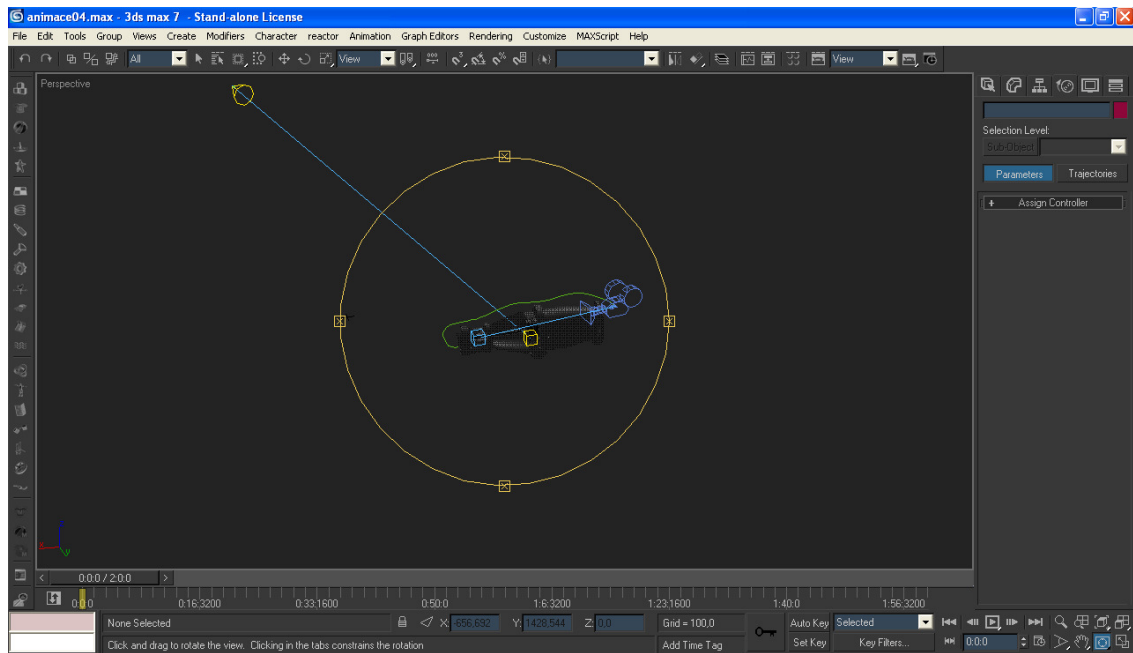 animace04.max - 3ds max 7 - Stand-alone License
File Edit Tools Group Views Create Modifiers Character reactor Animation Graph Editors Rendering Customize MAXScript Help
All View View
Perspective
Selection Level:
Sub-Object
Parameters Trajectories
+ Assign Controller
z
x
y
< 0:0:0 / 2:0:0 >
0:0:0 0:16:3200 0:33:1600 0:50:0 1:6:3200 1:23:1600 1:40:0 1:56:3200
None Selected X: -656,692 Y: 1428,544 Z: 0,0 Grid = 100,0 Auto Key Selected
Click and drag to rotate the view. Clicking in the tabs constrains the rotation Add Time Tag Set Key Key Filters... 0:0:0